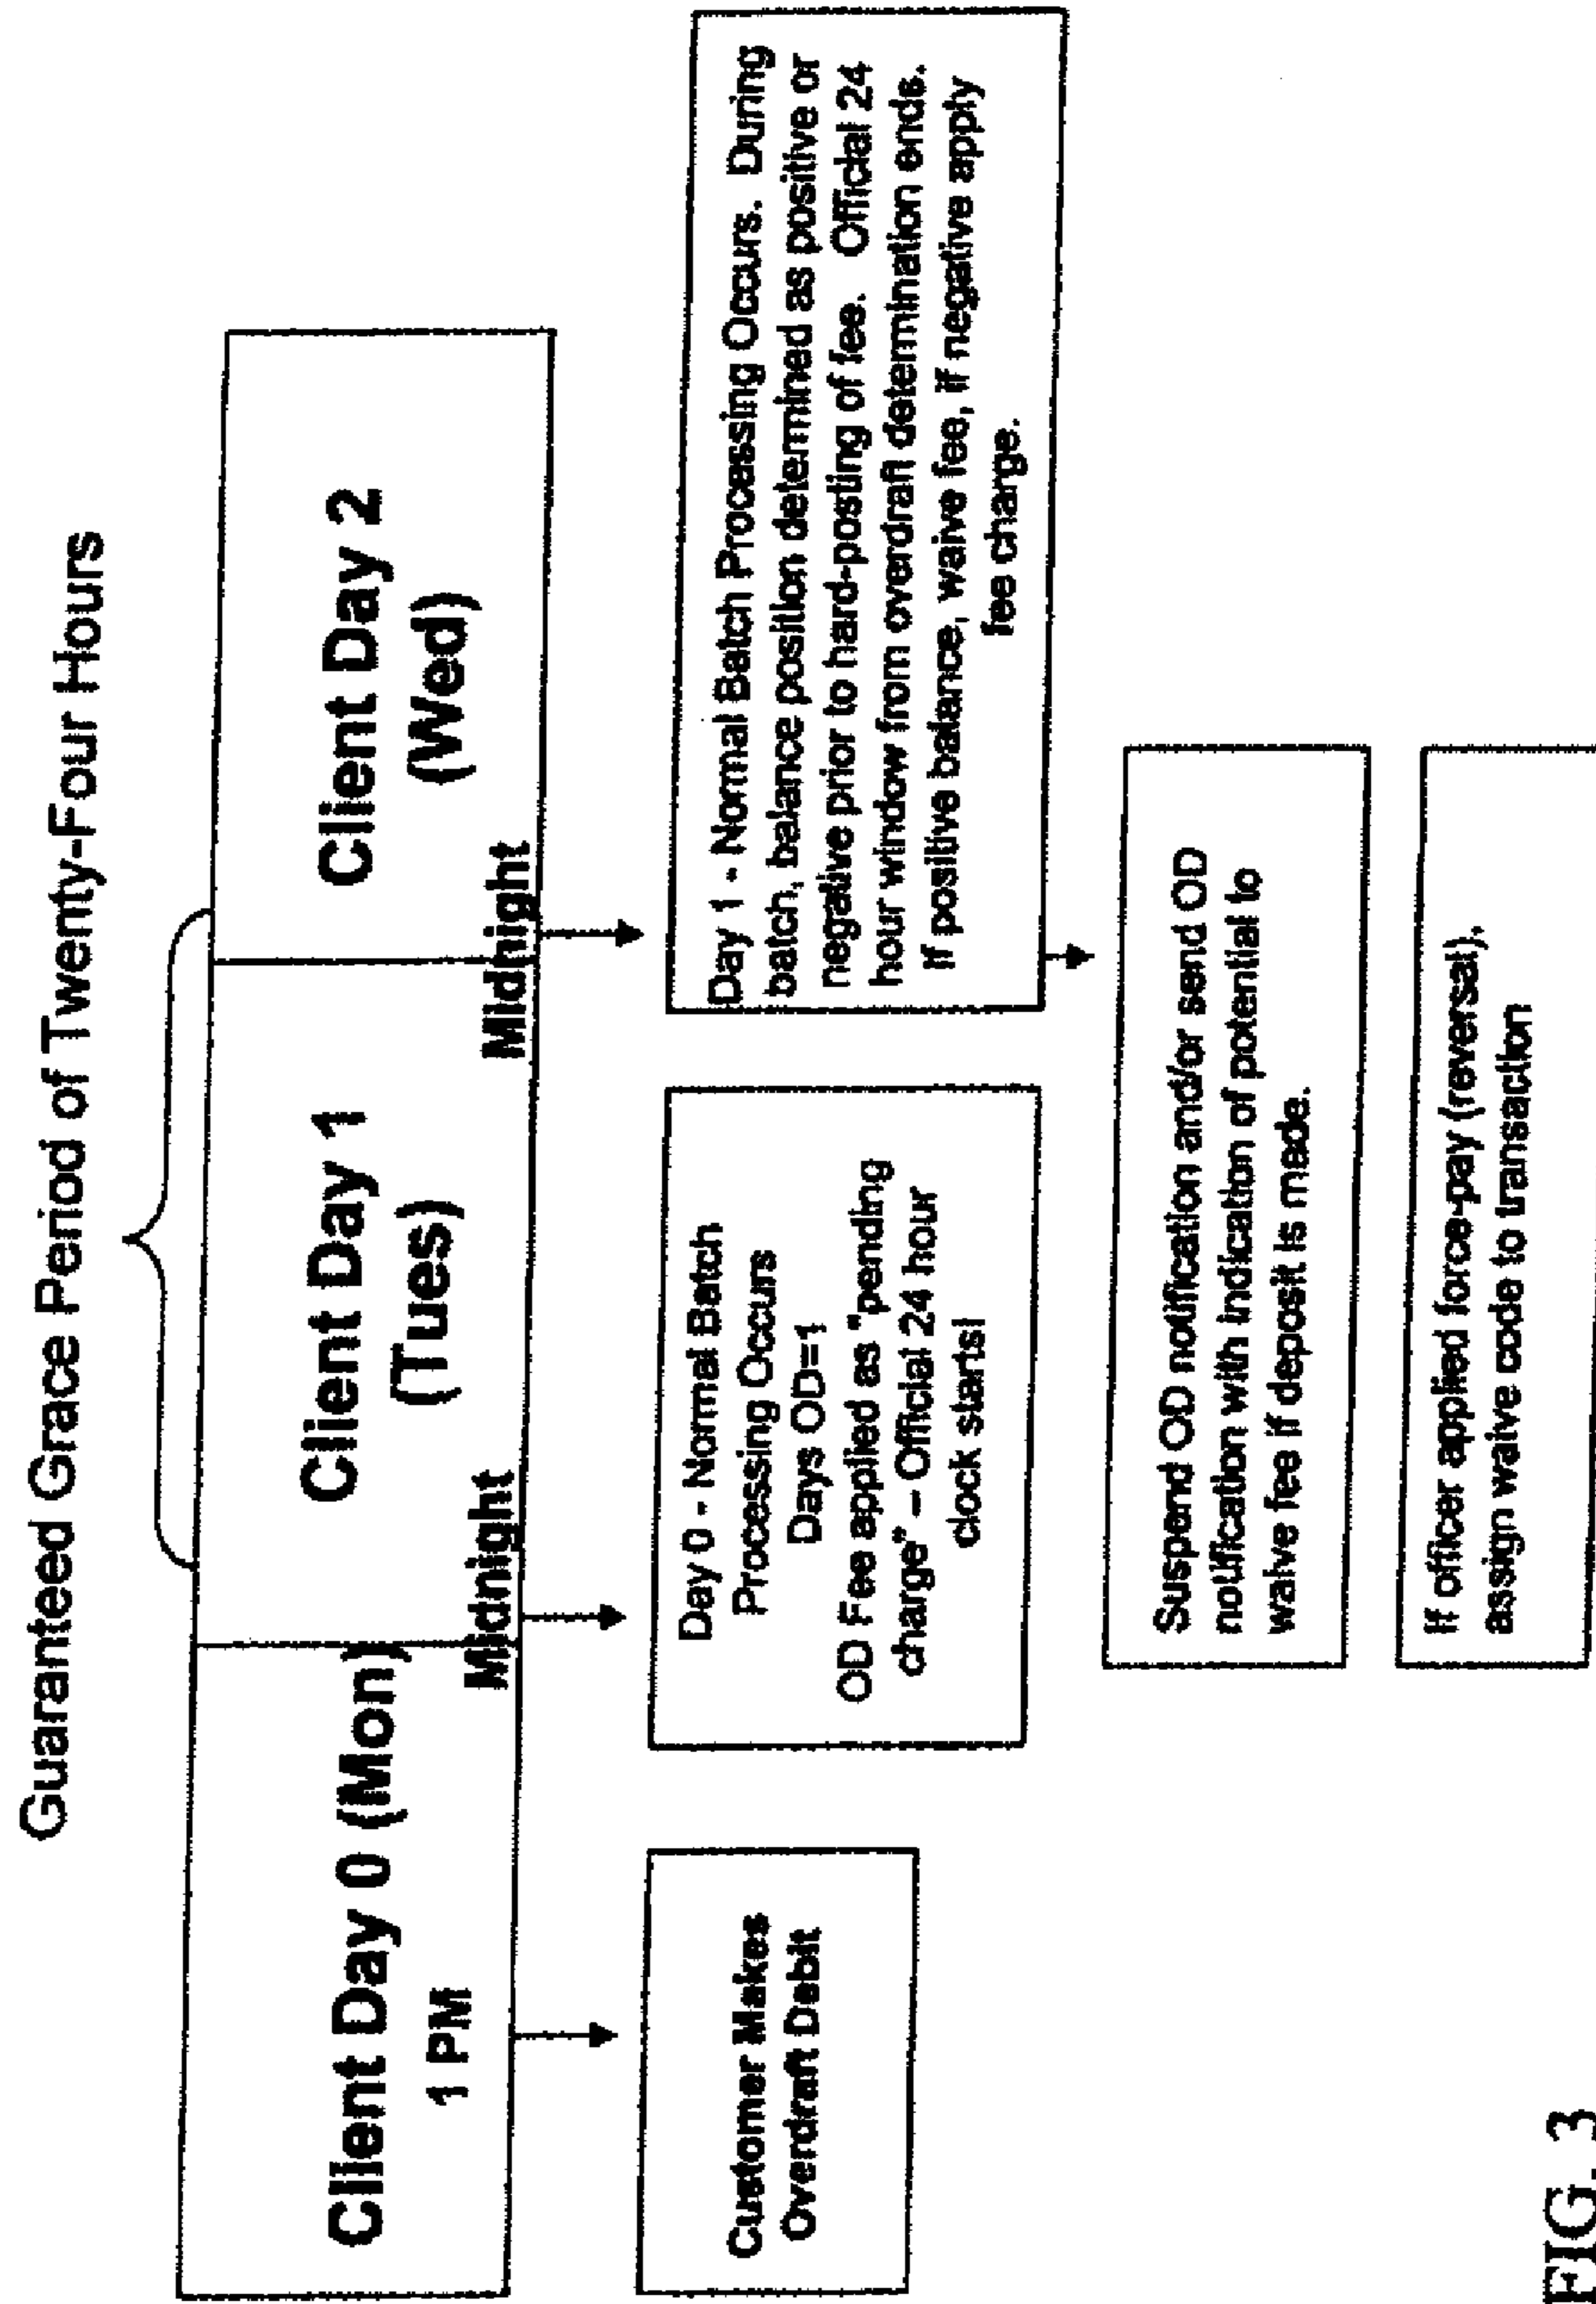 Guaranteed Grace Period of Twenty-Four Hours
Client Day 0 (Mon)
1 PM
Client Day 1
(Tues)
Client Day 2
(Wed)
Midnight
Midnight
Customer Makes
Overdraft Debit
Day 0 - Normal Batch
Processing Occurs
Days OD=1
OD Fee applied as "pending
charge" – Official 24 hour
clock starts!
Day 1 - Normal Batch Processing Occurs. During
batch, balance position determined as positive or
negative prior to hard-posting of fee. Official 24
hour window from overdraft determination ends.
If positive balance, waive fee, if negative apply
fee charge.
Suspend OD notification and/or send OD
notification with indication of potential to
waive fee if deposit is made.
If officer applied force-pay (reversal),
assign waive code to transaction
FIG. 3